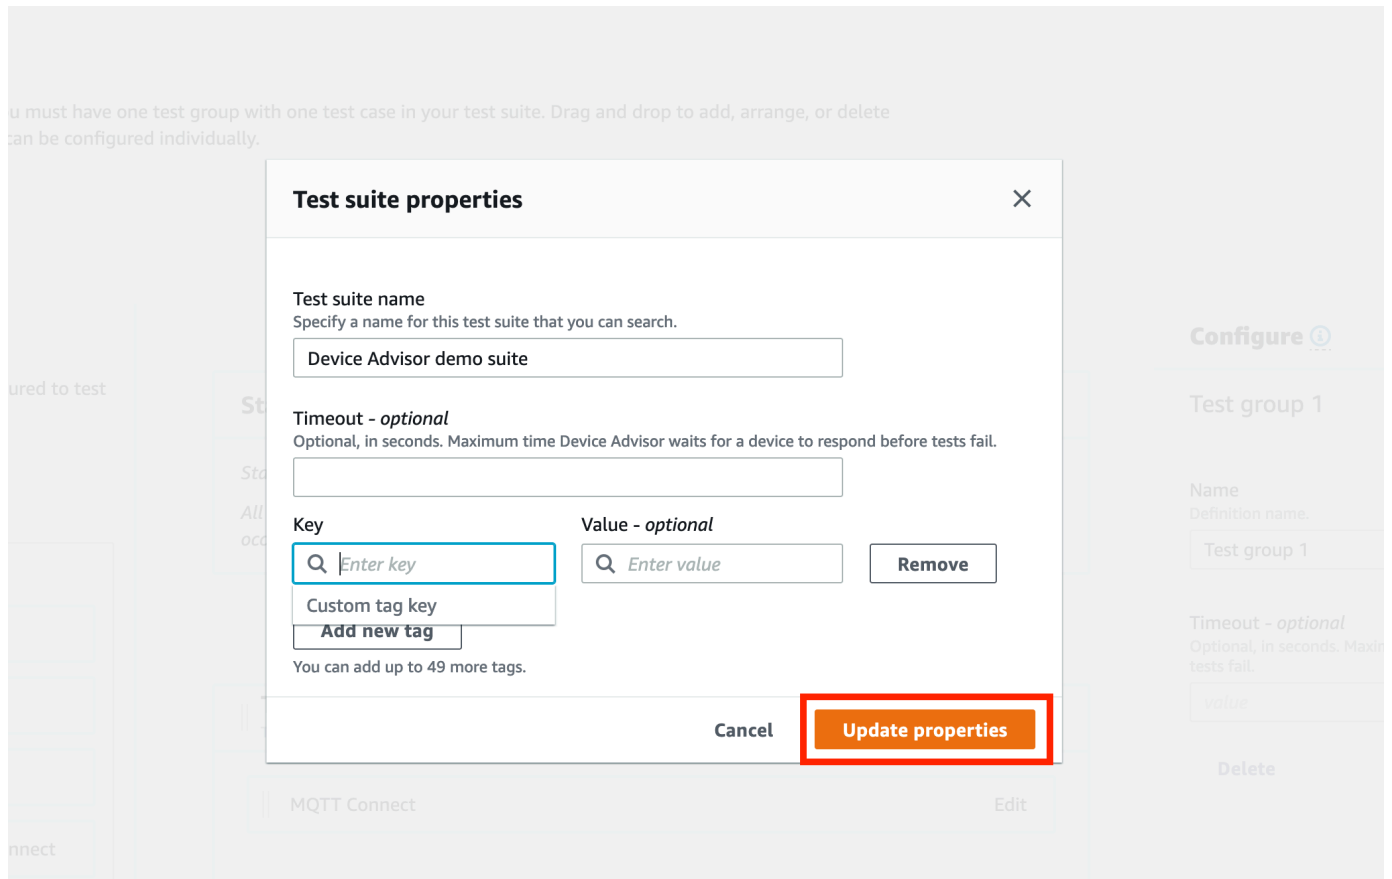 u must have one test group with one test case in your test suite. Drag and drop to add, arrange, or delete
can be configured individually.
Test suite properties
Test suite name
Specify a name for this test suite that you can search.
Device Advisor demo suite
Configure
ured to test
St
Test group 1
Timeout - optional
Optional, in seconds. Maximum time Device Advisor waits for a device to respond before tests fail.
Sta
Name
Definition name.
All
Key Value - optional
occ
Test group 1
Enter key Enter value Remove
Custom tag key
Add new tag
You can add up to 49 more tags.
Timeout - optional
Optional, in seconds. Maxim
tests fail.
value
Cancel Update properties
Delete
MQTT Connect Edit
nnect